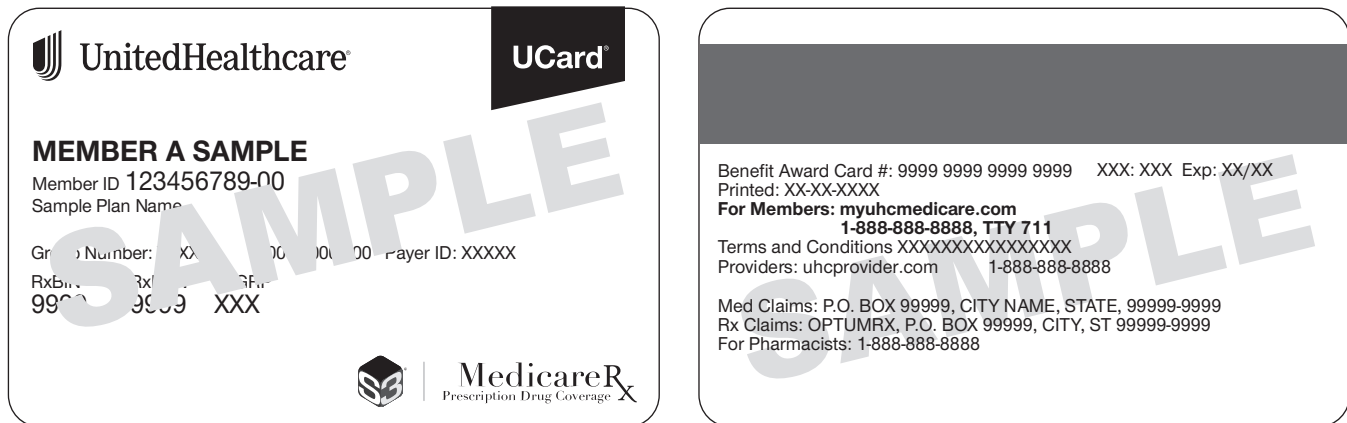 UnitedHealthcare®
UCard®
SAMPLE
MEMBER A SAMPLE
Member ID 123456789-00
Sample Plan Name
Number: Payer ID: XXXXX
XXX
S3
MedicareRx
Prescription Drug Coverage
SAMPLE
Benefit Award Card #: 9999 9999 9999 9999 XXX: XXX Exp: XX/XX
Printed: XX-XX-XXXX
For Members: myuhcmedicare.com
1-888-888-8888, TTY 711
Terms and Conditions XXXXXXXXXXXXXXXX
Providers: uhcprovider.com 1-888-888-8888
Med Claims: P.O. BOX 99999, CITY NAME, STATE, 99999-9999
Rx Claims: OPTUMRX, P.O. BOX 99999, CITY, ST 99999-9999
For Pharmacists: 1-888-888-8888